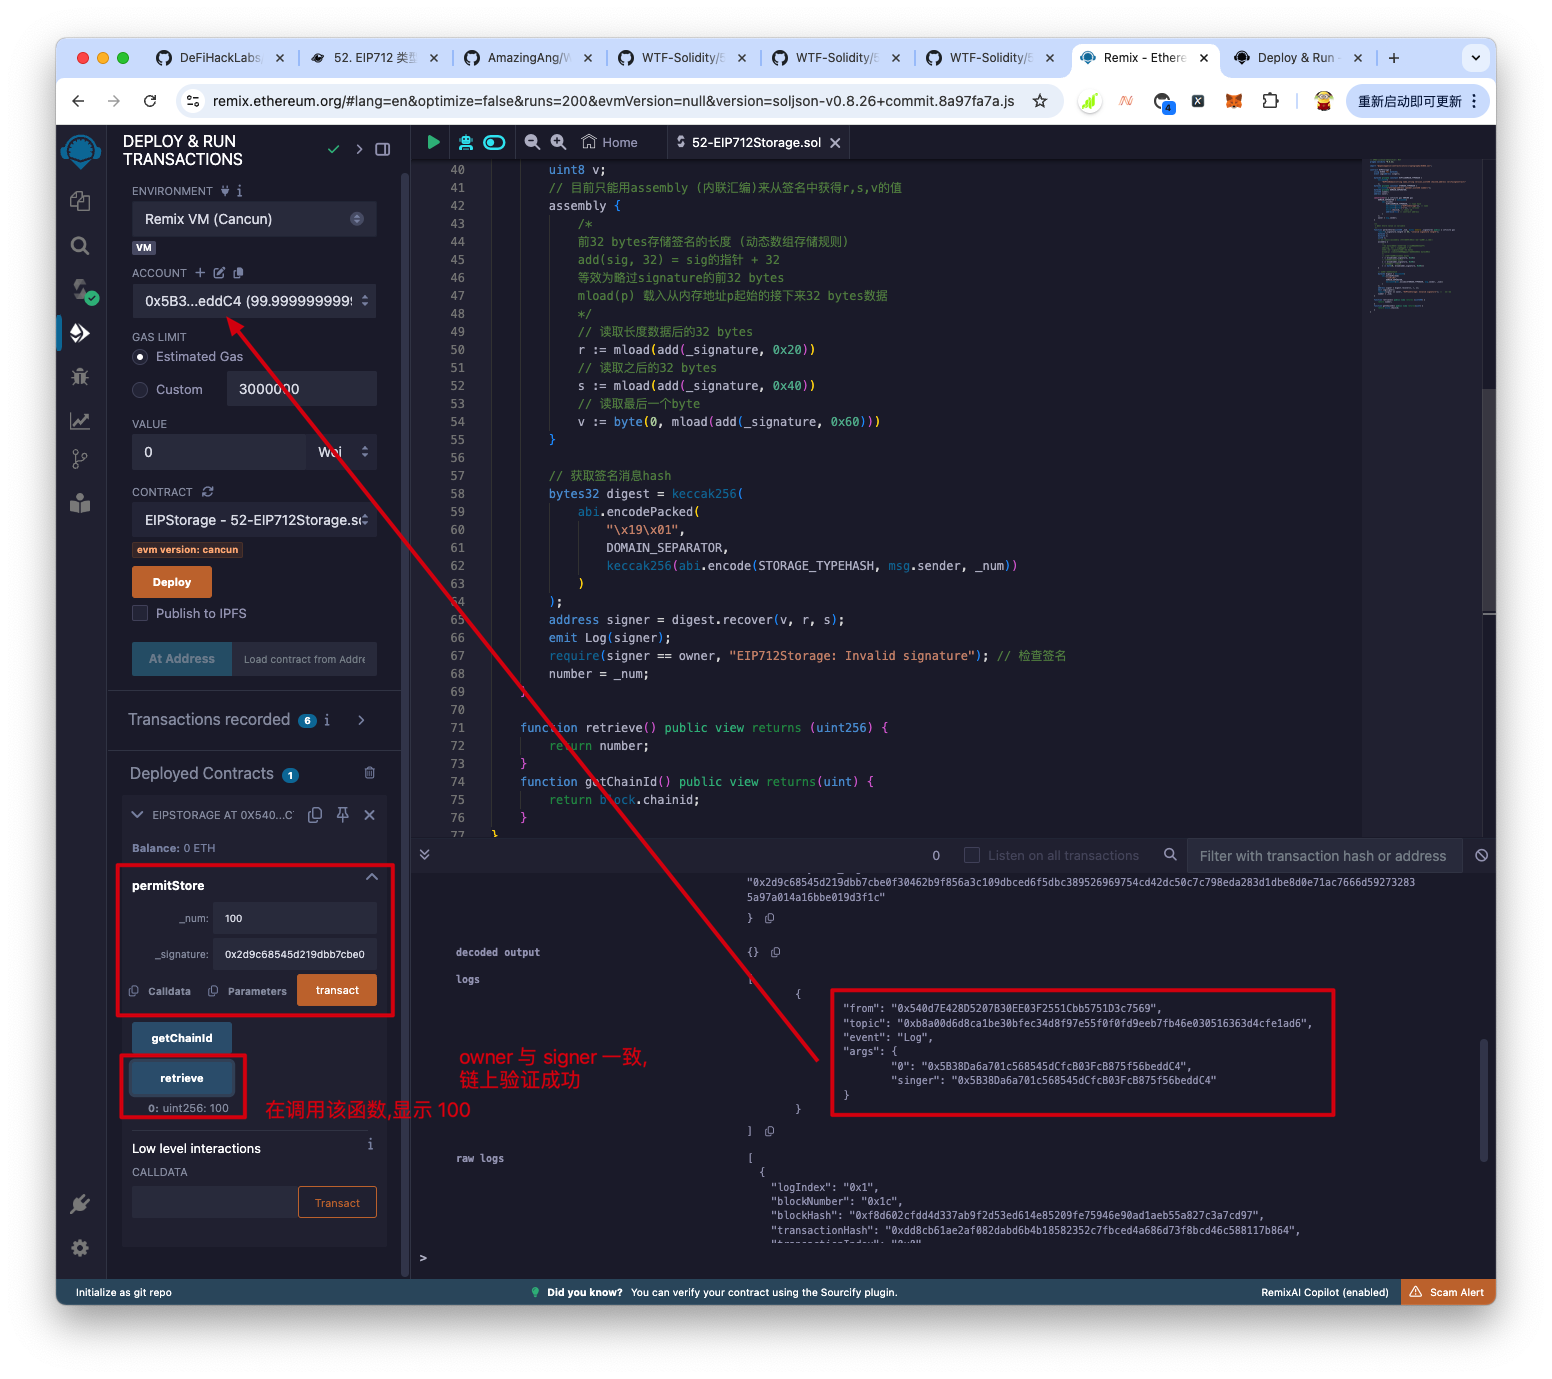 DeFiHackLabs
52. EIP712 类型
AmazingAng/W
WTF-Solidity/5
WTF-Solidity/5
WTF-Solidity/5
Remix - Ethere
Deploy & Run -
remix.ethereum.org/#lang=en&optimize=false&runs=200&evmVersion=null&version=soljson-v0.8.26+commit.8a97fa7a.js
4
重新启动即可更新
DEPLOY & RUN
TRANSACTIONS
ENVIRONMENT
Remix VM (Cancun)
VM
ACCOUNT
0x5B3...eddC4 (99.9999999999
GAS LIMIT
Estimated Gas
Custom
3000000
VALUE
0
Wei
CONTRACT
EIPStorage - 52-EIP712Storage.so
evm version: cancun
Deploy
Publish to IPFS
At Address
Load contract from Addre
Transactions recorded 6 i
Deployed Contracts 1
EIPSTORAGE AT 0X540...C
Balance: 0 ETH
permitStore
_num:
100
_signature:
0x2d9c68545d219dbb7cbe0
Calldata
Parameters
transact
getChainId
retrieve
0: uint256: 100
Low level interactions
CALLDATA
Transact
Home
52-EIP712Storage.sol
40 uint8 v;
41 // 目前只能用assembly (内联汇编)来从签名中获得r,s,v的值
42 assembly {
43 /*
44 前32 bytes存储签名的长度 (动态数组存储规则)
45 add(sig, 32) = sig的指针 + 32
46 等效为略过signature的前32 bytes
47 mload(p) 载入从内存地址p起始的接下来32 bytes数据
48 */
49 // 读取长度数据后的32 bytes
50 r := mload(add(_signature, 0x20))
51 // 读取之后的32 bytes
52 s := mload(add(_signature, 0x40))
53 // 读取最后一个byte
54 v := byte(0, mload(add(_signature, 0x60)))
55 }
56
57 // 获取签名消息hash
58 bytes32 digest = keccak256(
59 abi.encodePacked(
60 "\x19\x01",
61 DOMAIN_SEPARATOR,
62 keccak256(abi.encode(STORAGE_TYPEHASH, msg.sender, _num))
63 )
64 );
65 address signer = digest.recover(v, r, s);
66 emit Log(signer);
67 require(signer == owner, "EIP712Storage: Invalid signature"); // 检查签名
68 number = _num;
69 }
70
71 function retrieve() public view returns (uint256) {
72 return number;
73 }
74 function getChainId() public view returns(uint) {
75 return block.chainid;
76 }
77 }
0
Listen on all transactions
Filter with transaction hash or address
"0x2d9c68545d219dbb7cbe0f30462b9f856a3c109dbced6f5dbc389526969754cd42dc50c7c798eda283d1dbe8d0e71ac7666d59273283
5a97a014a16bbe019d3f1c"
}
decoded output
{}
logs
[
{
"from": "0x540d7E428D5207B30EE03F2551Cbb5751D3c7569",
"topic": "0xb8a00d6d8ca1be30bfec34d8f97e55f0f0fd9eeb7fb46e030516363d4cfe1ad6",
"event": "Log",
"args": {
"0": "0x5B38Da6a701c568545dCfcB03FcB875f56beddC4",
"singer": "0x5B38Da6a701c568545dCfcB03FcB875f56beddC4"
}
}
]
owner 与 signer 一致,
链上验证成功
在调用该函数,显示 100
raw logs
[
{
"logIndex": "0x1",
"blockNumber": "0x1c",
"blockHash": "0xf8d602cfdd4d337ab9f2d53ed614e85209fe75946e90ad1aeb55a827c3a7cd97",
"transactionHash": "0xdd8cb61ae2af082dabd6b4b18582352c7fbced4a686d73f8bcd46c588117b864",
>
Initialize as git repo
Did you know? You can verify your contract using the Sourcify plugin.
RemixAI Copilot (enabled)
Scam Alert